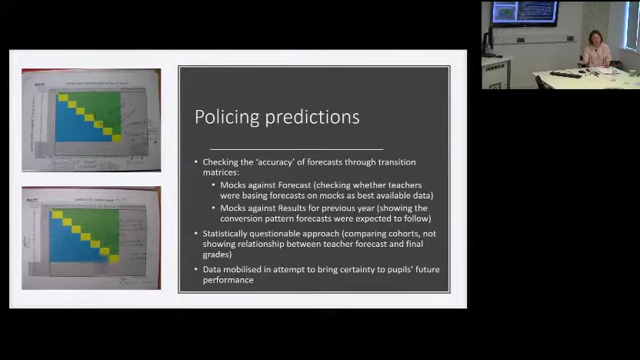 Policing predictions
• Checking the ‘accuracy’ of forecasts through transition
matrices:
• Mocks against Forecast (checking whether teachers
were basing forecasts on mocks as best available data)
• Mocks against Results for previous year (showing the
conversion pattern forecasts were expected to follow)
• Statistically questionable approach (comparing cohorts, not
showing relationship between teacher forecast and final
grades)
• Data mobilised in attempt to bring certainty to pupils’ future
performance